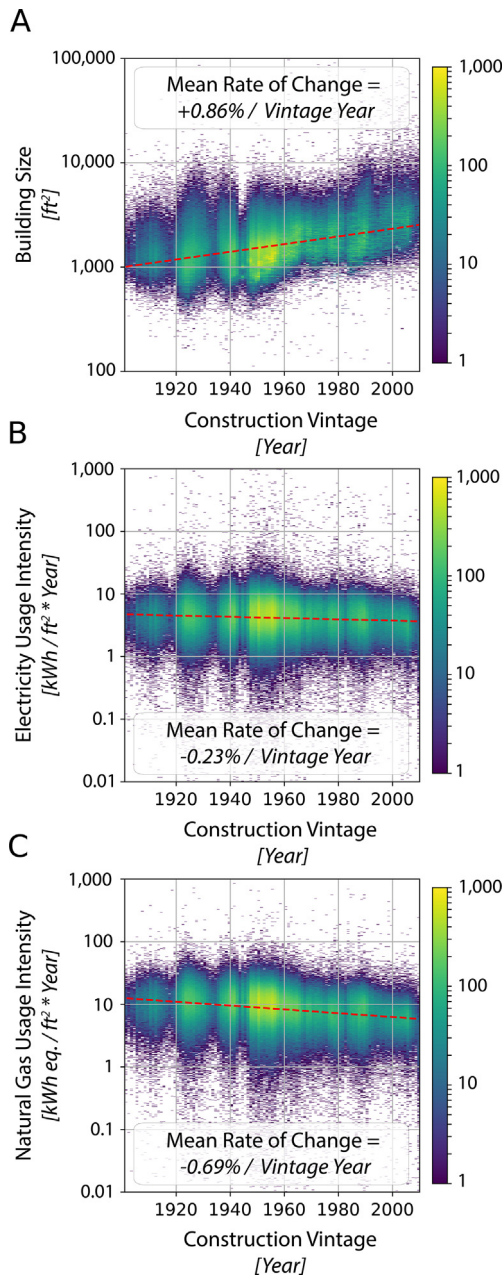 A
100,000
10,000
1,000
100
Building Size
[ft²]
Mean Rate of Change =
+0.86% / Vintage Year
1,000
100
10
1
1920 1940 1960 1980 2000
Construction Vintage
[Year]
B
1,000
100
10
1
0.1
0.01
Electricity Usage Intensity
[kWh / ft² * Year]
Mean Rate of Change =
-0.23% / Vintage Year
1,000
100
10
1
1920 1940 1960 1980 2000
Construction Vintage
[Year]
C
1,000
100
10
1
0.1
0.01
Natural Gas Usage Intensity
[kWh eq. / ft² * Year]
Mean Rate of Change =
-0.69% / Vintage Year
1,000
100
10
1
1920 1940 1960 1980 2000
Construction Vintage
[Year]